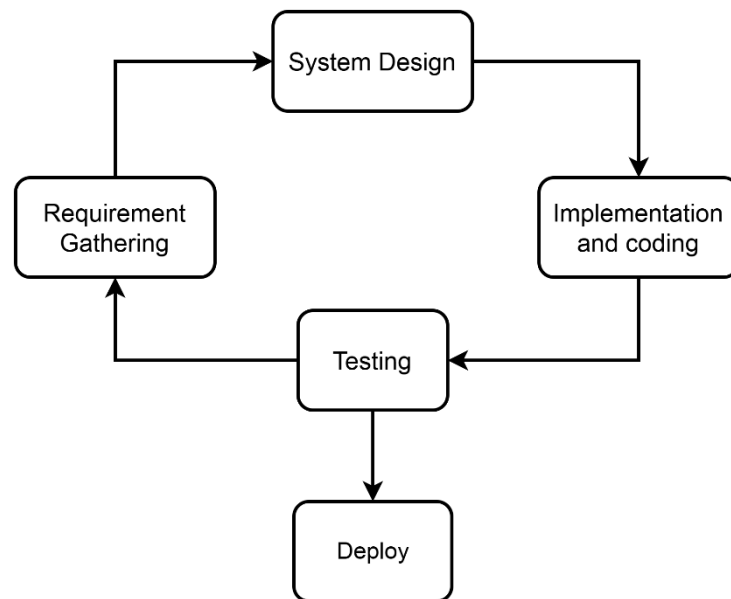 System Design
Requirement
Gathering
Implementation
and coding
Testing
Deploy